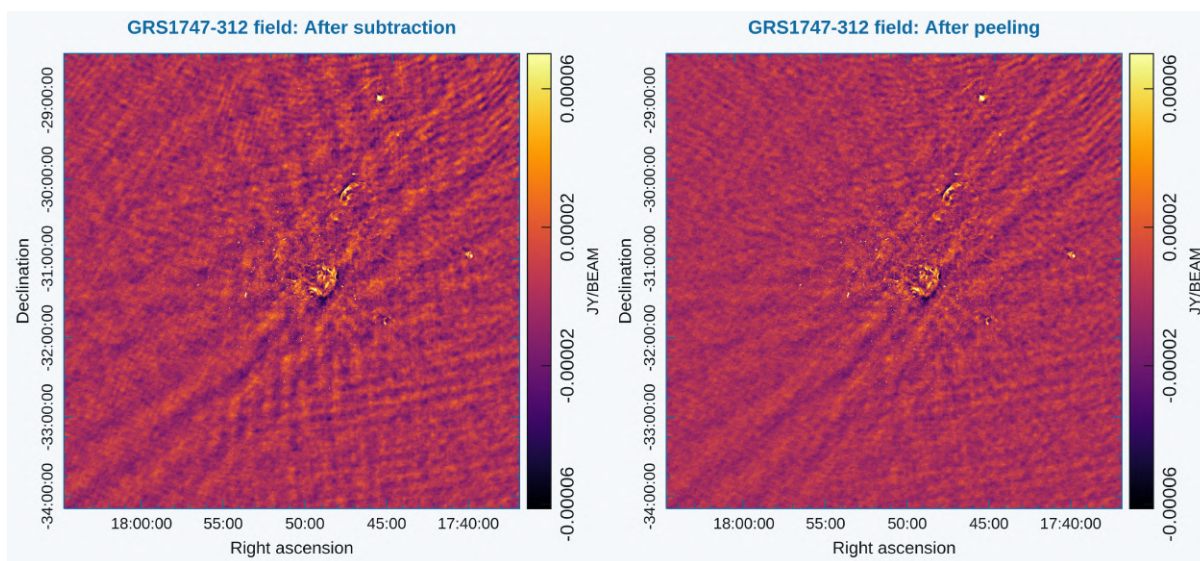 GRS1747-312 field: After subtraction
-29:00:00
-30:00:00
-31:00:00
-32:00:00
-33:00:00
-34:00:00
Declination
18:00:00 55:00 50:00 45:00 17:40:00
Right ascension
0.00006
0.00002
-0.00002
-0.00006
JY/BEAM
GRS1747-312 field: After peeling
-29:00:00
-30:00:00
-31:00:00
-32:00:00
-33:00:00
-34:00:00
Declination
18:00:00 55:00 50:00 45:00 17:40:00
Right ascension
0.00006
0.00002
-0.00002
-0.00006
JY/BEAM